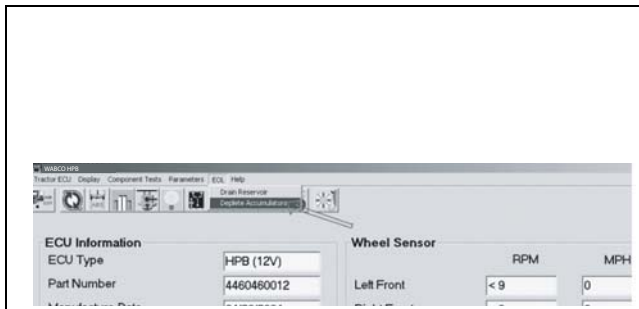 WABCO HPB
Tractor ECU Display Component Tests Parameters EOL Help
Drain Reservoir
Deplete Accumulators
ECU Information
Wheel Sensor
RPM MPH
ECU Type HPB (12V)
Part Number 4460460012
Left Front <9 0